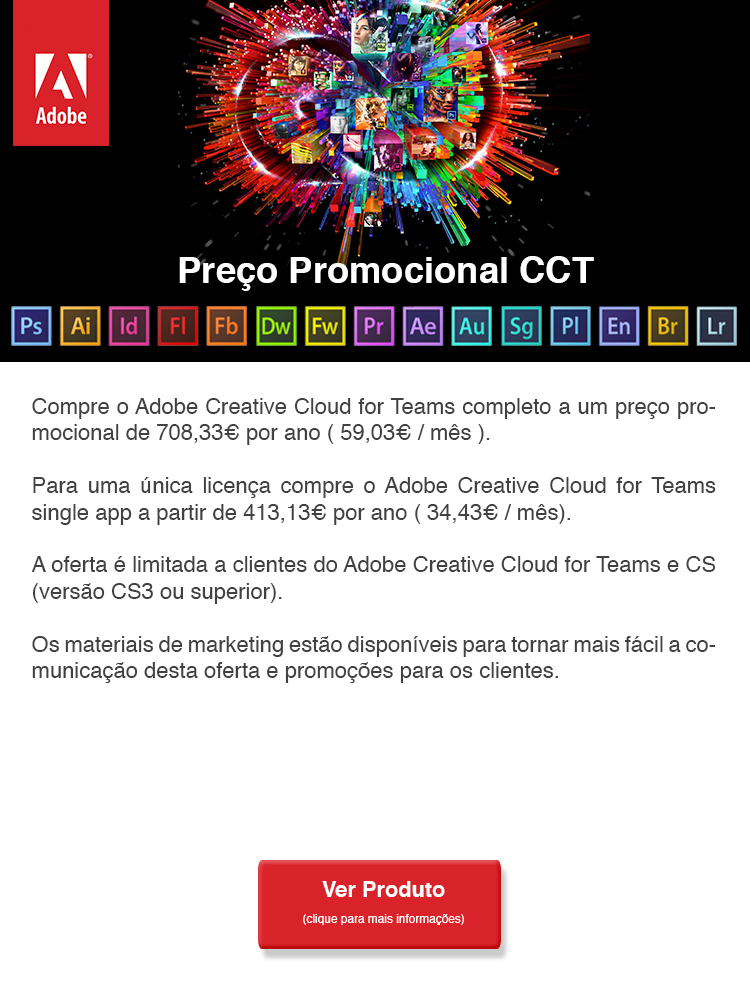 Adobe
Preço Promocional CCT
Ps Ai Id Fl Fb Dw Fw Pr Ae Au Sg Pl En Br Lr
Compre o Adobe Creative Cloud for Teams completo a um preço pro-
mocional de 708,33€ por ano ( 59,03€ / mês ).
Para uma única licença compre o Adobe Creative Cloud for Teams
single app a partir de 413,13€ por ano ( 34,43€ / mês).
A oferta é limitada a clientes do Adobe Creative Cloud for Teams e CS
(versão CS3 ou superior).
Os materiais de marketing estão disponíveis para tornar mais fácil a co-
municação desta oferta e promoções para os clientes.
Ver Produto
(clique para mais informações)